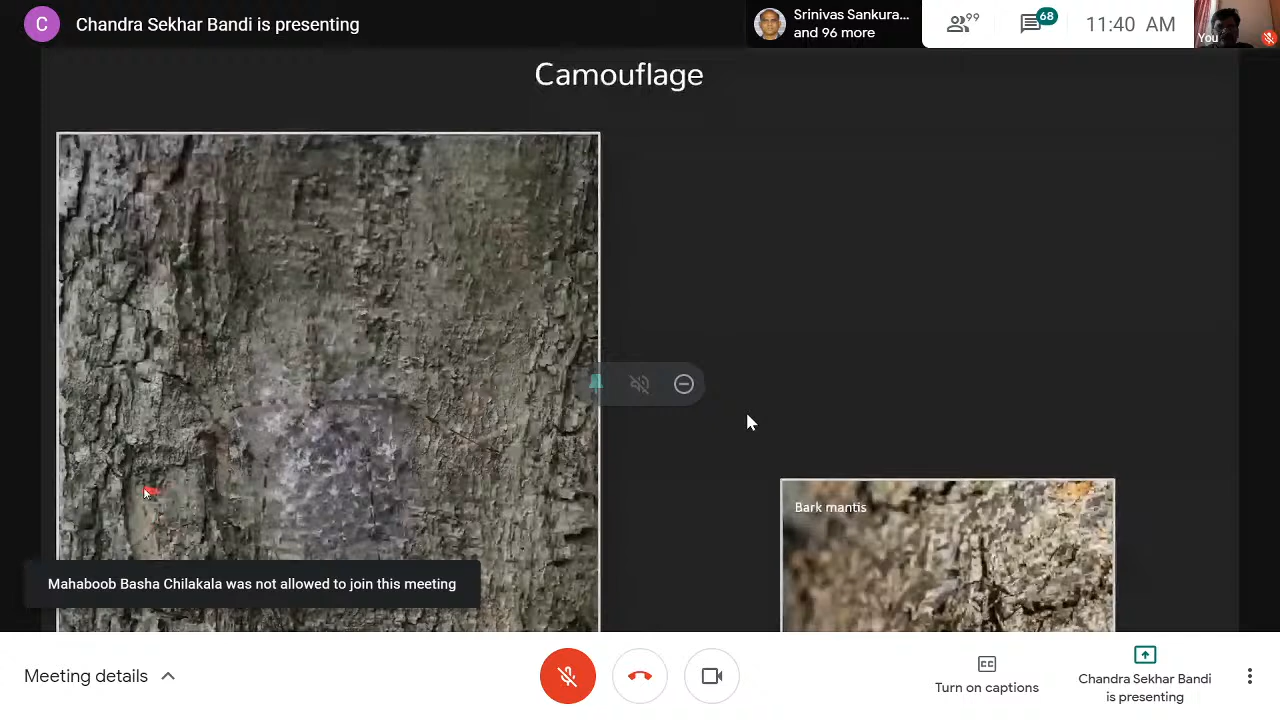 C
Chandra Sekhar Bandi is presenting
Srinivas Sankura...
and 96 more
99
68
11:40 AM
You
Camouflage
Bark mantis
Mahaboob Basha Chilakala was not allowed to join this meeting
Meeting details
CC
Turn on captions
Chandra Sekhar Bandi
is presenting